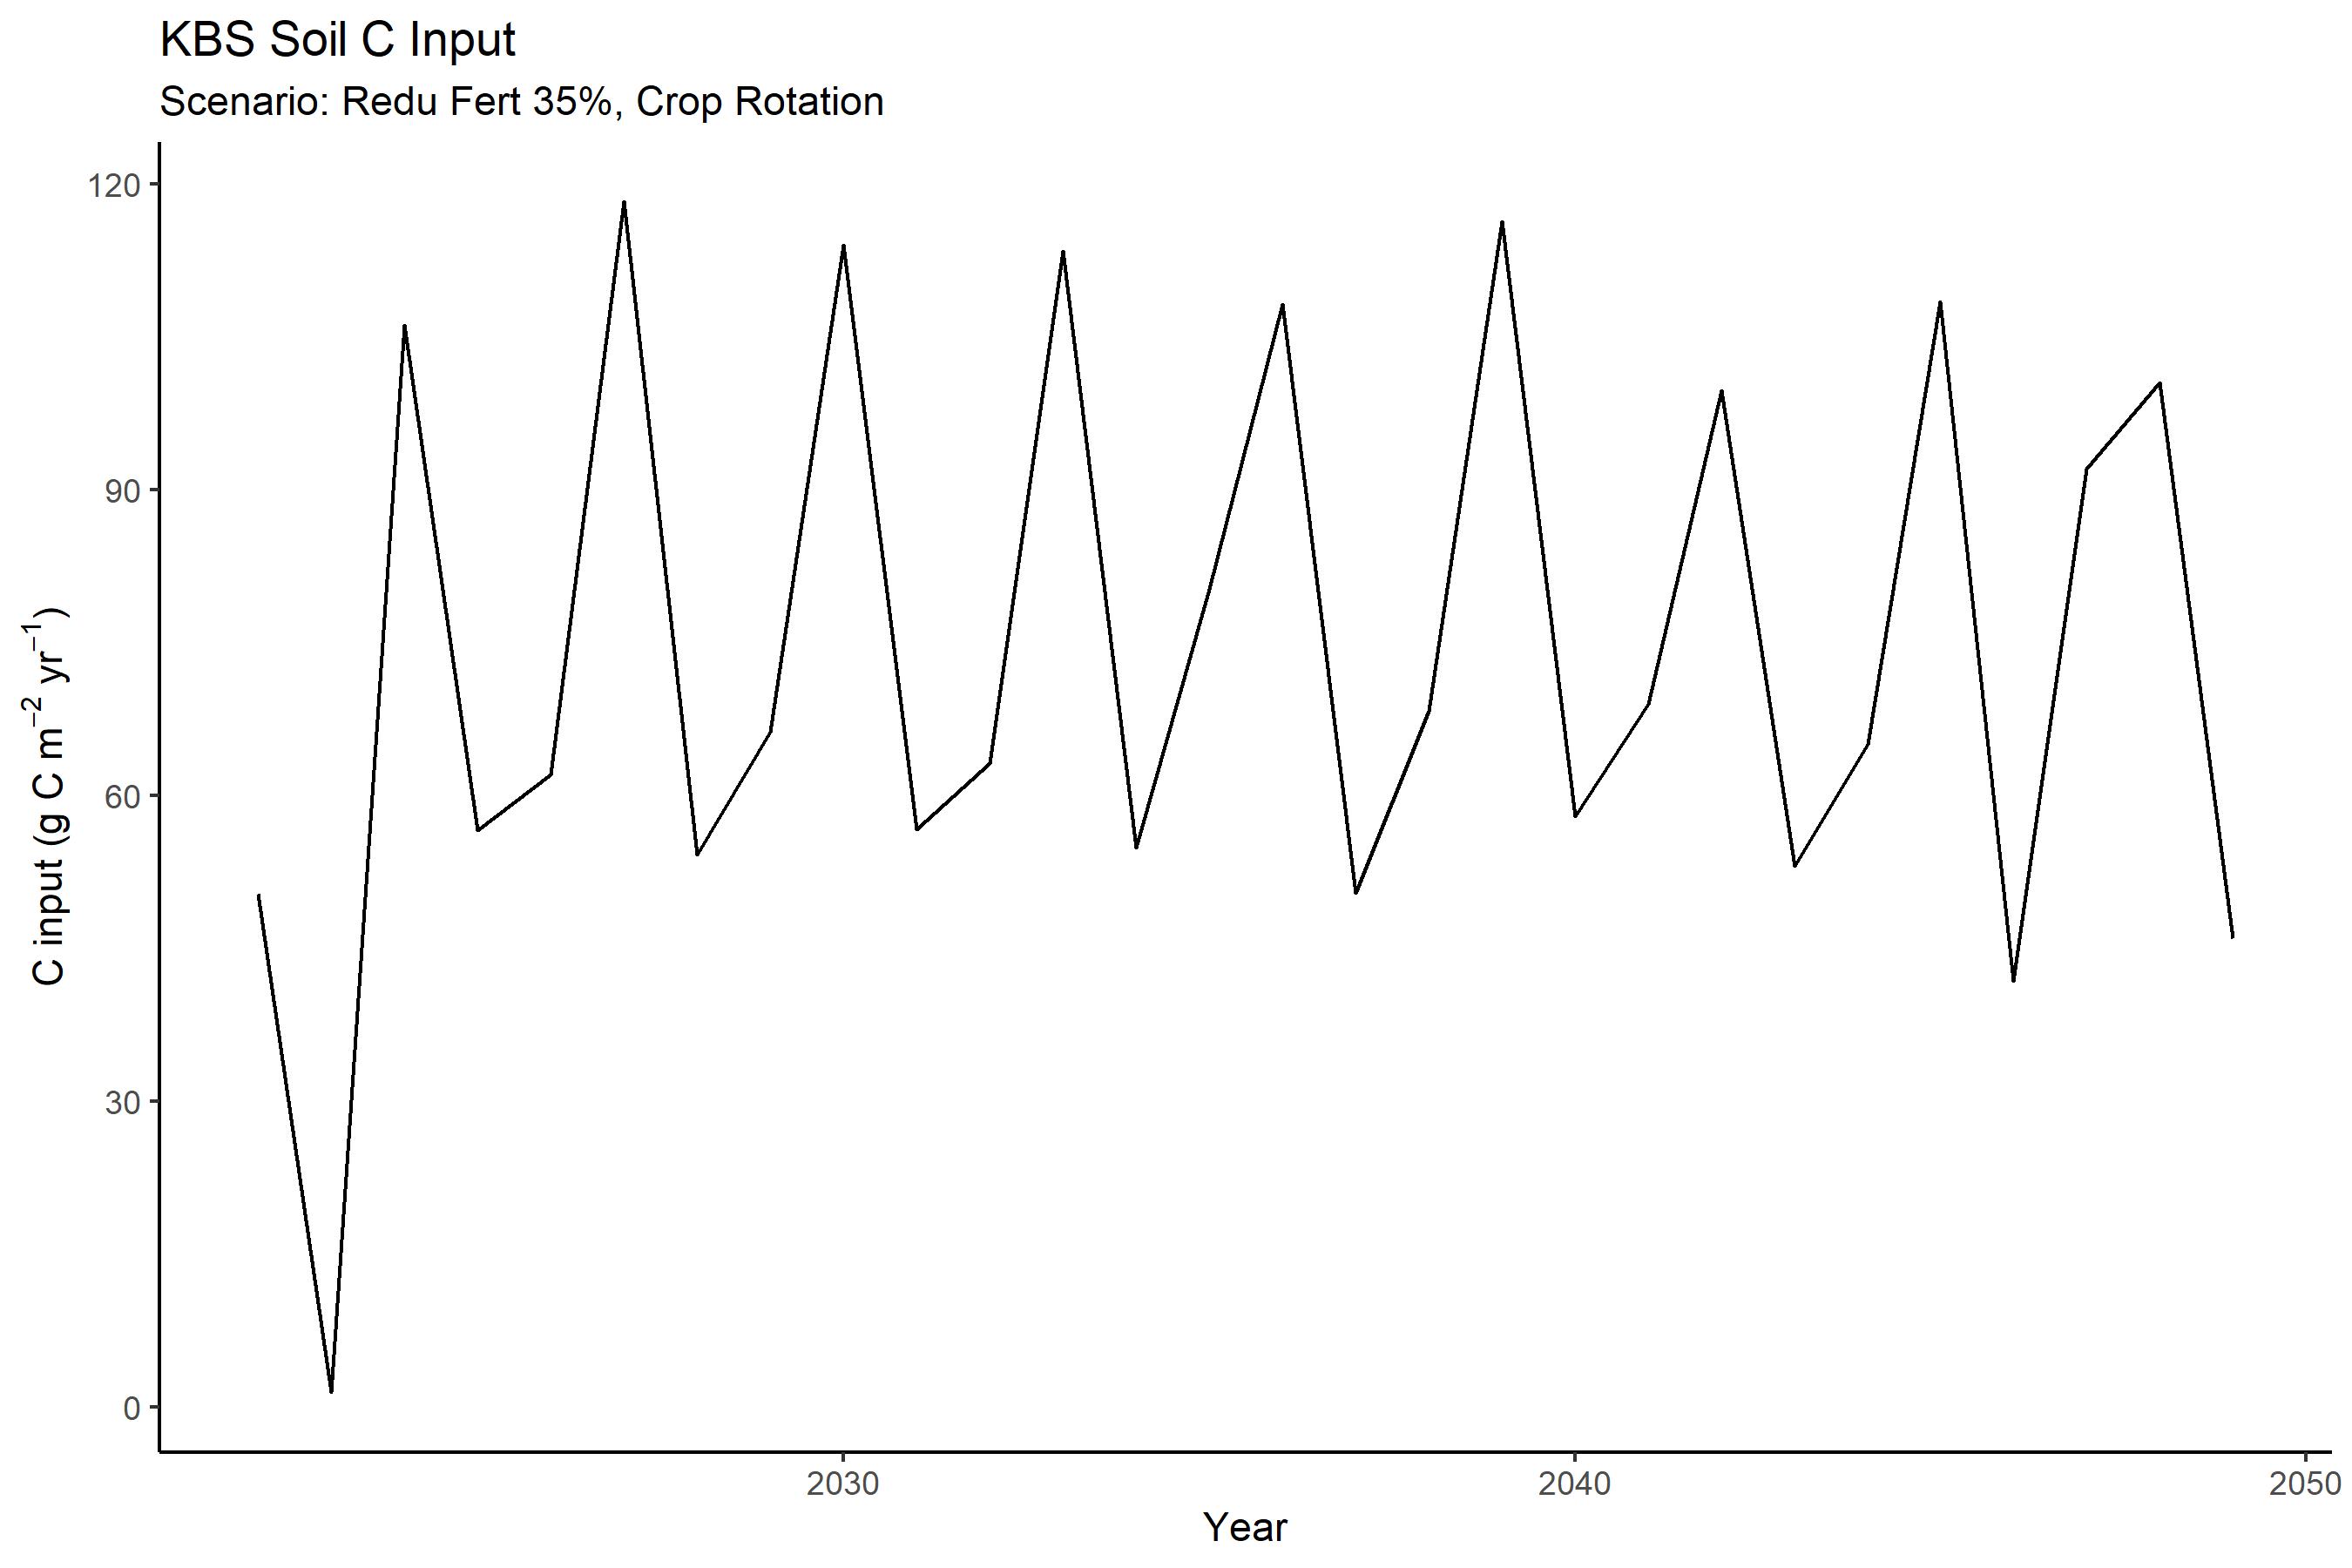 KBS Soil C Input
Scenario: Redu Fert 35%, Crop Rotation
C input (g C m⁻² yr⁻¹)
120
90
60
30
0
2030 2040 2050
Year